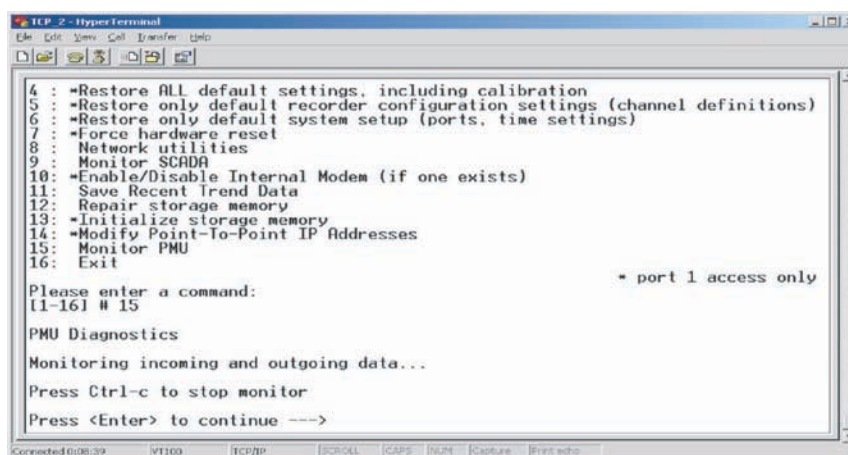 TCP_2 - HyperTerminal
File Edit View Call Transfer Help
4 : *Restore ALL default settings, including calibration
5 : *Restore only default recorder configuration settings (channel definitions)
6 : *Restore only default system setup (ports, time settings)
7 : *Force hardware reset
8 : Network utilities
9 : Monitor SCADA
10: *Enable/Disable Internal Modem (if one exists)
11: Save Recent Trend Data
12: Repair storage memory
13: *Initialize storage memory
14: *Modify Point-To-Point IP Addresses
15: Monitor PMU
16: Exit
* port 1 access only
Please enter a command:
[1-16] # 15
PMU Diagnostics
Monitoring incoming and outgoing data...
Press Ctrl-c to stop monitor
Press <Enter> to continue --->
Connected 0:08:39 VT100 TCP/IP SCROLL CAPS NUM Capture Print echo